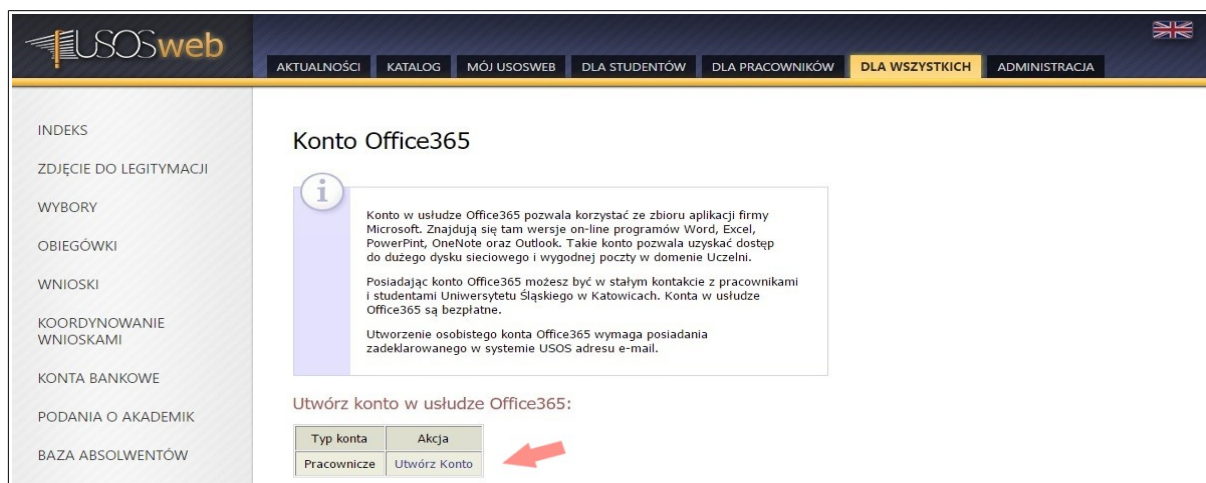 USOSweb
AKTUALNOŚCI KATALOG MÓJ USOSWEB DLA STUDENTÓW DLA PRACOWNIKÓW DLA WSZYSTKICH ADMINISTRACJA
INDEKS
ZDJĘCIE DO LEGITYMACJI
WYBORY
OBIEGÓWKI
WNIOSKI
KOORDYNOWANIE
WNIOSKAMI
KONTA BANKOWE
PODANIA O AKADEMIK
BAZA ABSOLWENTÓW
Konto Office365
i
Konto w usłudze Office365 pozwala korzystać ze zbioru aplikacji firmy
Microsoft. Znajdują się tam wersje on-line programów Word, Excel,
PowerPint, OneNote oraz Outlook. Takie konto pozwala uzyskać dostęp
do dużego dysku sieciowego i wygodnej poczty w domenie Uczelni.
Posiadając konto Office365 możesz być w stałym kontakcie z pracownikami
i studentami Uniwersytetu Śląskiego w Katowicach. Konta w usłudze
Office365 są bezpłatne.
Utworzenie osobistego konta Office365 wymaga posiadania
zadeklarowanego w systemie USOS adresu e-mail.
Utwórz konto w usłudze Office365:
Typ konta Akcja
Pracownicze Utwórz Konto